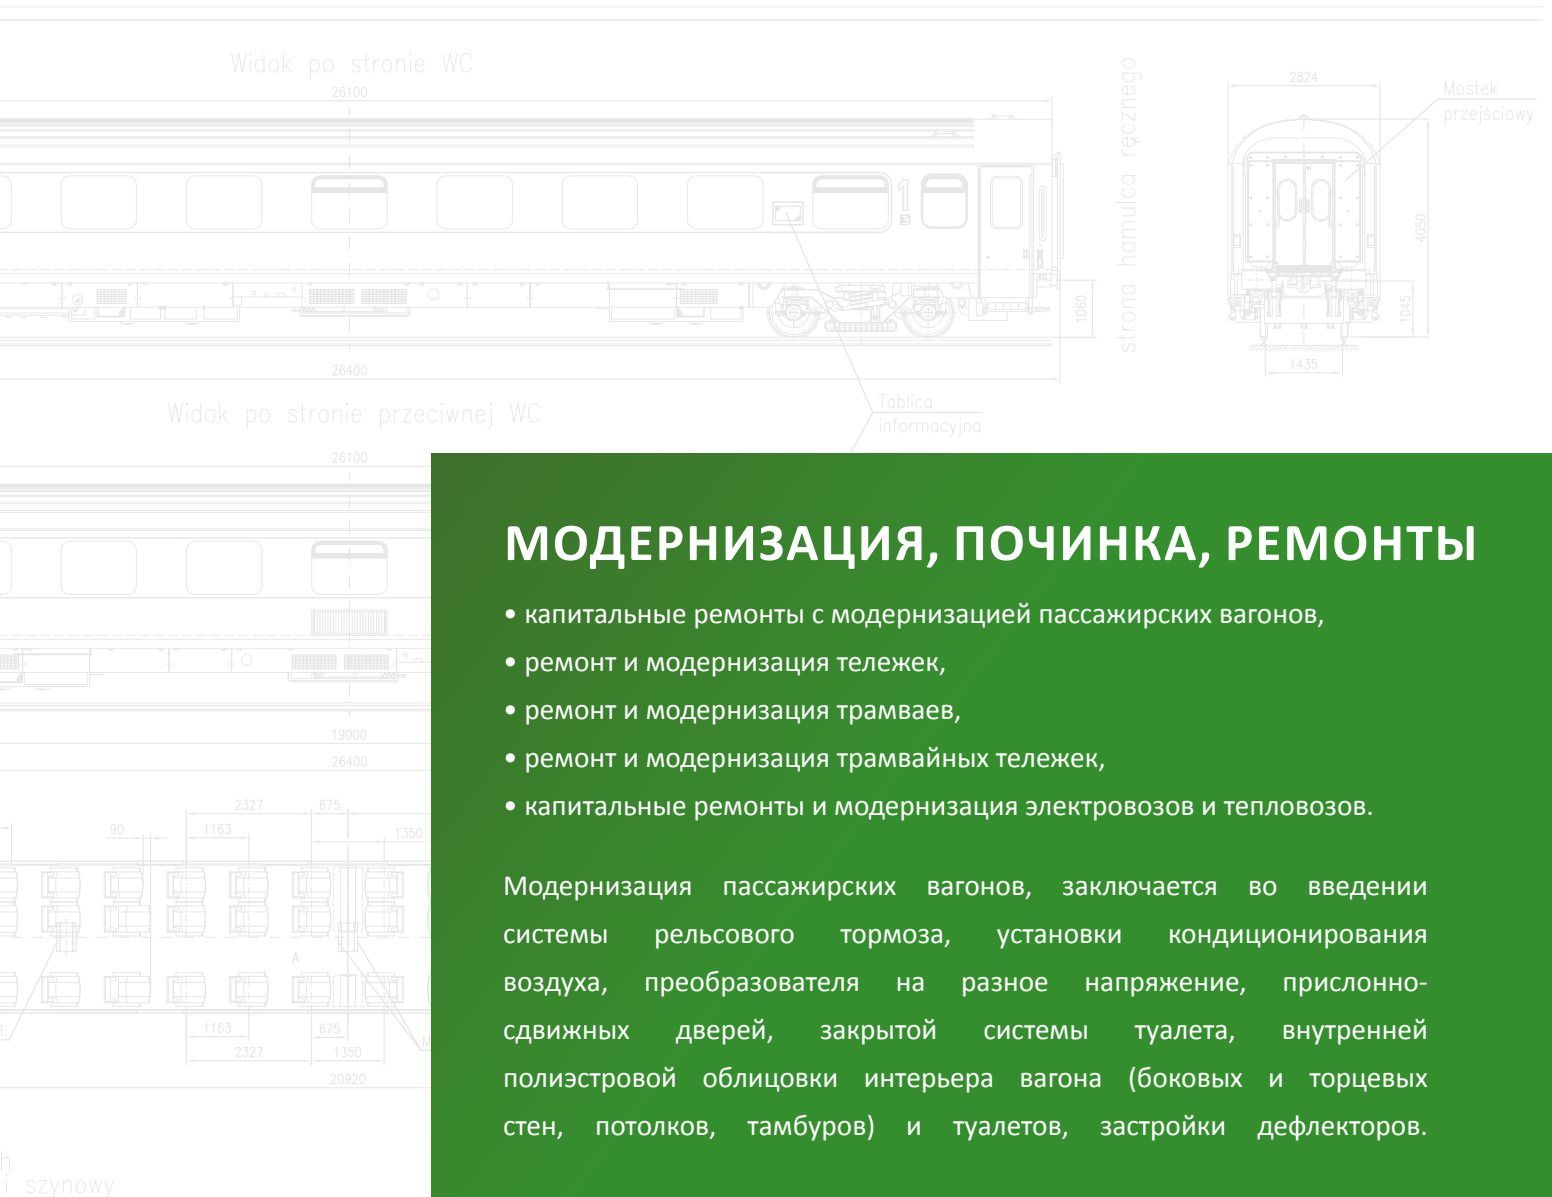 Widok po stronie WC
26100
2824
Mostek
przejściowy
strona hamulca ręcznego
4050
1060
1045
1435
26400
Tablica
informacyjna
Widok po stronie przeciwnej WC
26100
19000
26400
2327
675
90
1163
1350
A
1163
675
2327
1350
20920
i szynowy
МОДЕРНИЗАЦИЯ, ПОЧИНКА, РЕМОНТЫ
• капитальные ремонты с модернизацией пассажирских вагонов,
• ремонт и модернизация тележек,
• ремонт и модернизация трамваев,
• ремонт и модернизация трамвайных тележек,
• капитальные ремонты и модернизация электровозов и тепловозов.
Модернизация пассажирских вагонов, заключается во введении
системы рельсового тормоза, установки кондиционирования
воздуха, преобразователя на разное напряжение, прислонно-
сдвижных дверей, закрытой системы туалета, внутренней
полиэстровой облицовки интерьера вагона (боковых и торцевых
стен, потолков, тамбуров) и туалетов, застройки дефлекторов.